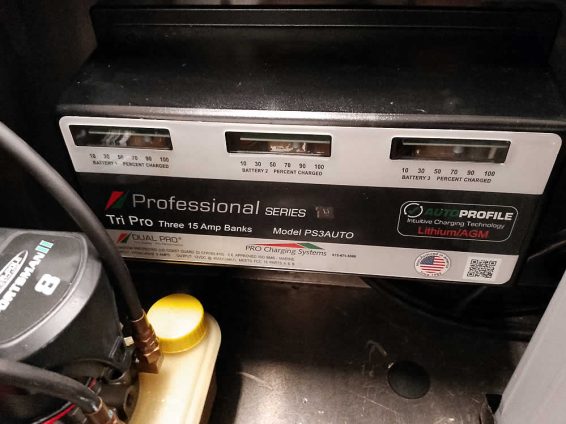 10 30 50 70 90 100
BATTERY 1 PERCENT CHARGED
10 30 50 70 90 100
BATTERY 2 PERCENT CHARGED
10 30 50 70 90 100
BATTERY 3 PERCENT CHARGED
Professional SERIES
Tri Pro Three 15 Amp Banks Model PS3AUTO
AUTOPROFILE
Intuitive Charging Technology
Lithium/AGM
DUAL PRO
PRO Charging Systems
8